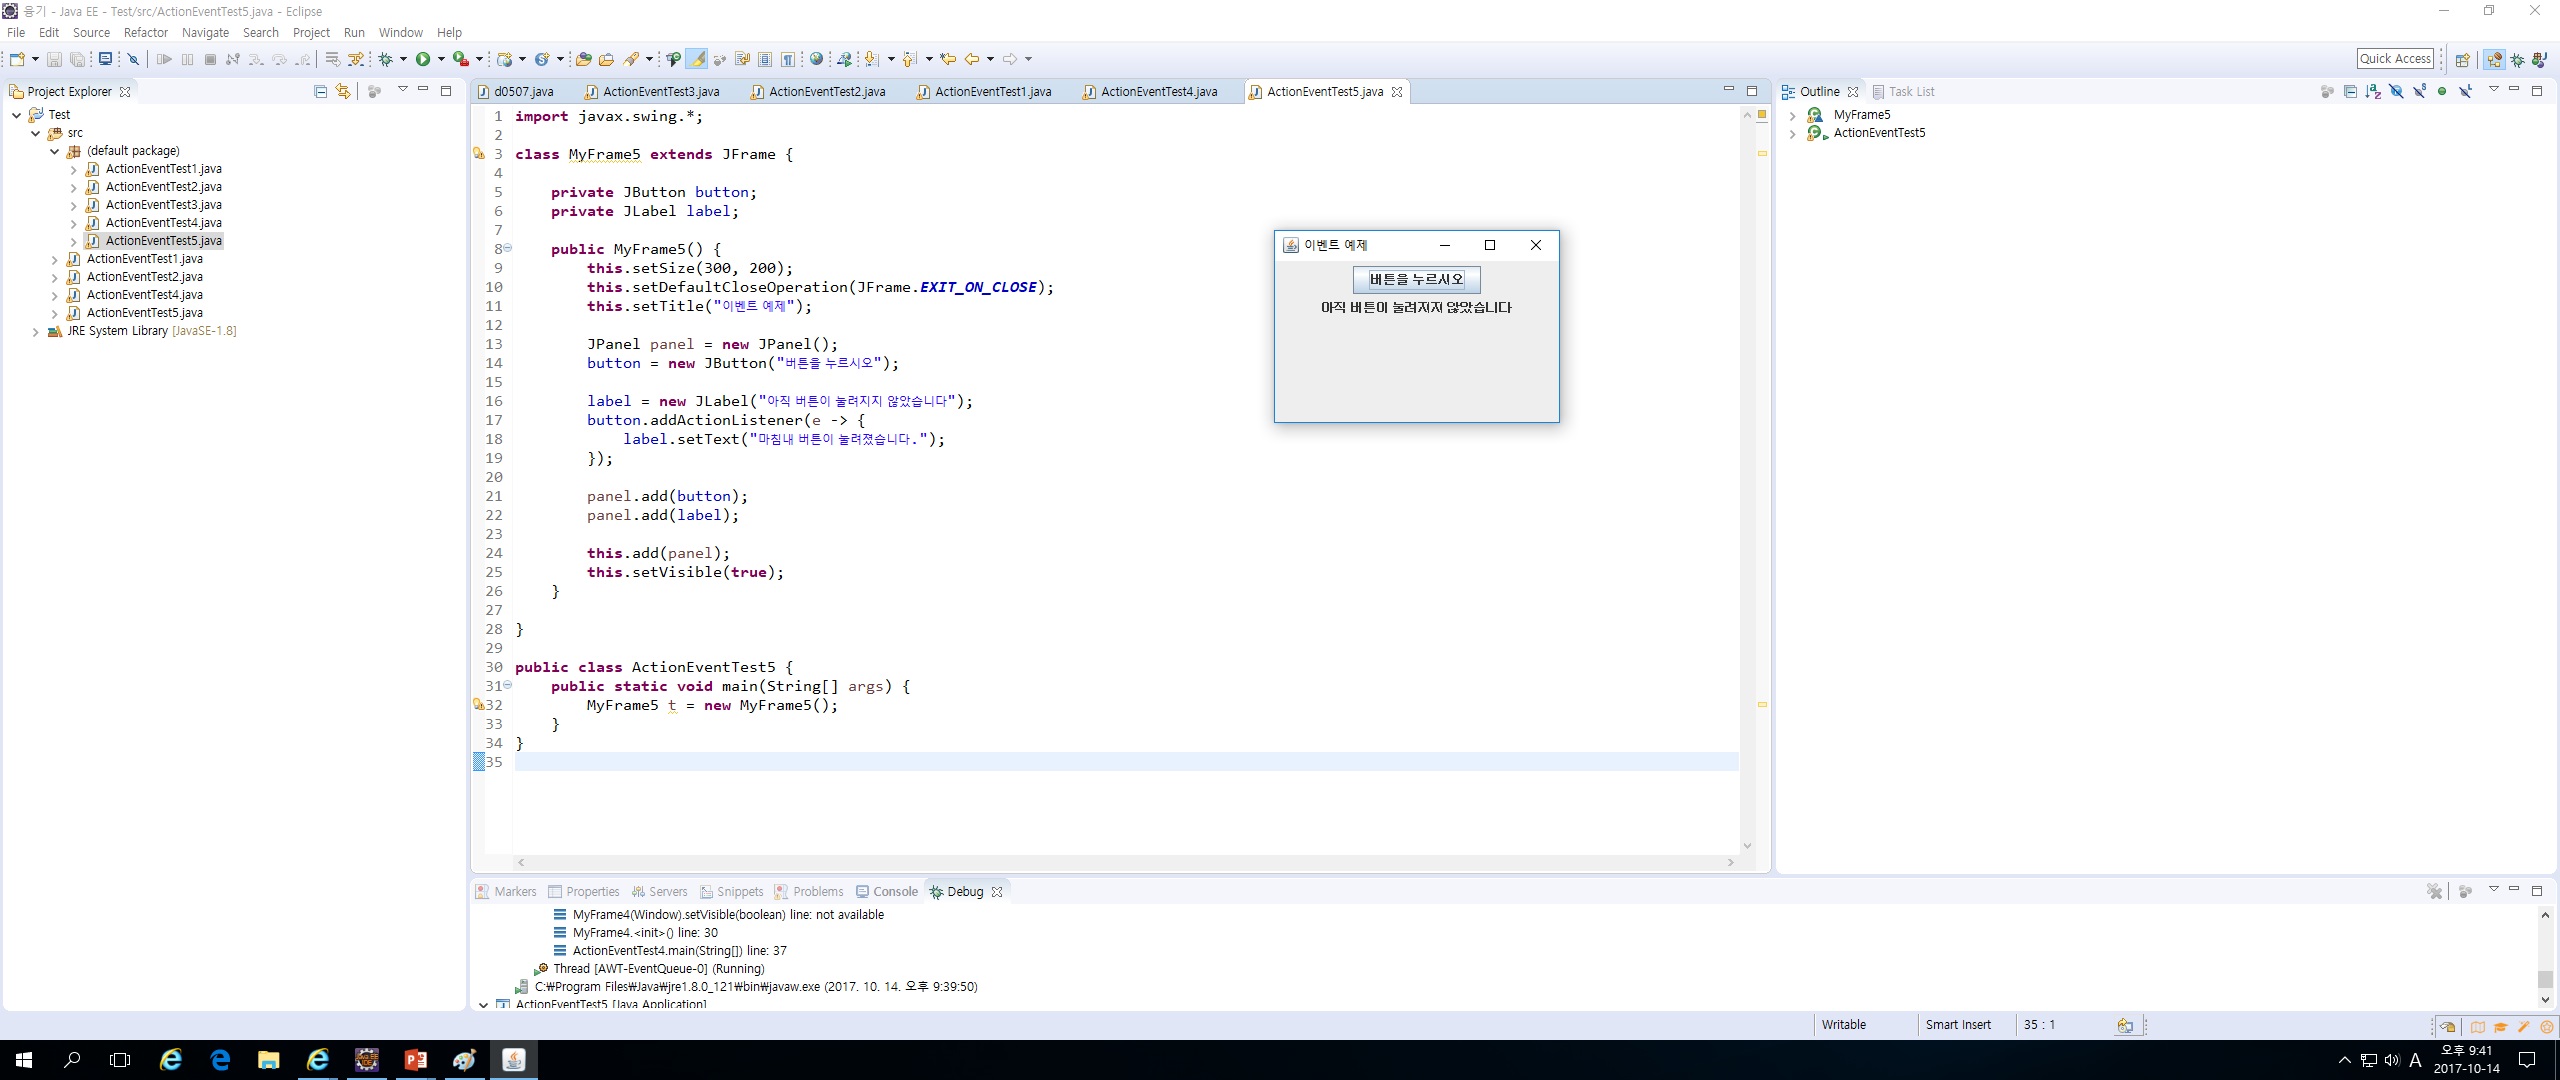 융기 - Java EE - Test/src/ActionEventTest5.java - Eclipse
File Edit Source Refactor Navigate Search Project Run Window Help
Quick Access
Project Explorer
Test
src
(default package)
ActionEventTest1.java
ActionEventTest2.java
ActionEventTest3.java
ActionEventTest4.java
ActionEventTest5.java
ActionEventTest1.java
ActionEventTest2.java
ActionEventTest4.java
ActionEventTest5.java
JRE System Library [JavaSE-1.8]
d0507.java ActionEventTest3.java ActionEventTest2.java ActionEventTest1.java ActionEventTest4.java ActionEventTest5.java
1 import javax.swing.*;
2
3 class MyFrame5 extends JFrame {
4
5 private JButton button;
6 private JLabel label;
7
8 public MyFrame5() {
9 this.setSize(300, 200);
10 this.setDefaultCloseOperation(JFrame.EXIT_ON_CLOSE);
11 this.setTitle("이벤트 예제");
12
13 JPanel panel = new JPanel();
14 button = new JButton("버튼을 누르시오");
15
16 label = new JLabel("아직 버튼이 눌려지지 않았습니다");
17 button.addActionListener(e -> {
18 label.setText("마침내 버튼이 눌려졌습니다.");
19 });
20
21 panel.add(button);
22 panel.add(label);
23
24 this.add(panel);
25 this.setVisible(true);
26 }
27
28 }
29
30 public class ActionEventTest5 {
31 public static void main(String[] args) {
32 MyFrame5 t = new MyFrame5();
33 }
34 }
35
이벤트 예제
버튼을 누르시오
아직 버튼이 눌려지지 않았습니다
Outline Task List
MyFrame5
ActionEventTest5
Markers Properties Servers Snippets Problems Console Debug
MyFrame4(Window).setVisible(boolean) line: not available
MyFrame4.<init>() line: 30
ActionEventTest4.main(String[]) line: 37
Thread [AWT-EventQueue-0] (Running)
C:₩Program Files₩Java₩jre1.8.0_121₩bin₩javaw.exe (2017. 10. 14. 오후 9:39:50)
ActionEventTest5 [Java Application]
Writable Smart Insert 35 : 1
A
오후 9:41
2017-10-14